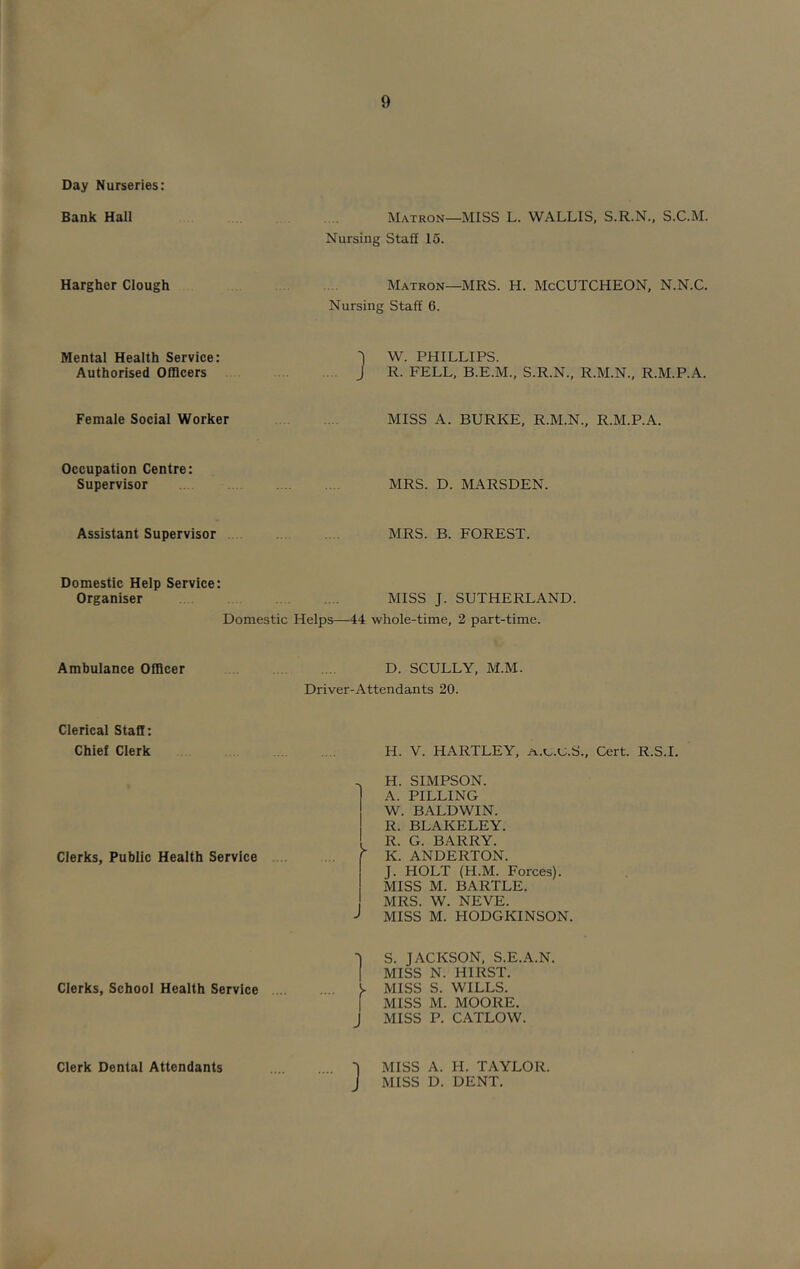 9
Day Nurseries:
Bank Hall .... .... .... .... Matron—MISS L. WALLIS, S.R.N., S.C.M.
Nursing Staff 15.
Hargher Clough .... .... .... Matron—MRS. H. McCUTCHEON, N.N.C.
Nursing Staff 6.
Mental Health Service:
Authorised Officers .... .... .... } W. PHILLIPS.
R. FELL, B.E.M., S.R.N., R.M.N., R.M.P.A.
Female Social Worker .... .... MISS A. BURKE, R.M.N., R.M.P.A.
Occupation Centre:
Supervisor .... .... .... .... MRS. D. MARSDEN.
Assistant Supervisor .... .... .... MRS. B. FOREST.
Domestic Help Service:
Organiser .... .... .... .... MISS J. SUTHERLAND.
Domestic Helps—44 whole-time, 2 part-time.
Ambulance Officer .... .... .... D. SCULLY, M.M.
Driver-Attendants 20.
Clerical Staff:
Chief Clerk .... .... .... .... H. V. HARTLEY, A.C.C.S., Cert. R.S.I.
H. SIMPSON.
A. PILLING
W. BALDWIN.
R. BLAKELEY.
R. G. BARRY.
Clerks, Public Health Service .... .... } K. ANDERTON.
J. HOLT (H.M. Forces).
MISS M. BARTLE.
MRS. W. NEVE.
MISS M. HODGKINSON.
S. JACKSON, S.E.A.N.
MISS N. HIRST.
Clerks, School Health Service .... .... } MISS S. WILLS.
MISS M. MOORE.
MISS P. CATLOW.
Clerk Dental Attendants .... .... } MISS A. H. TAYLOR.
MISS D. DENT.